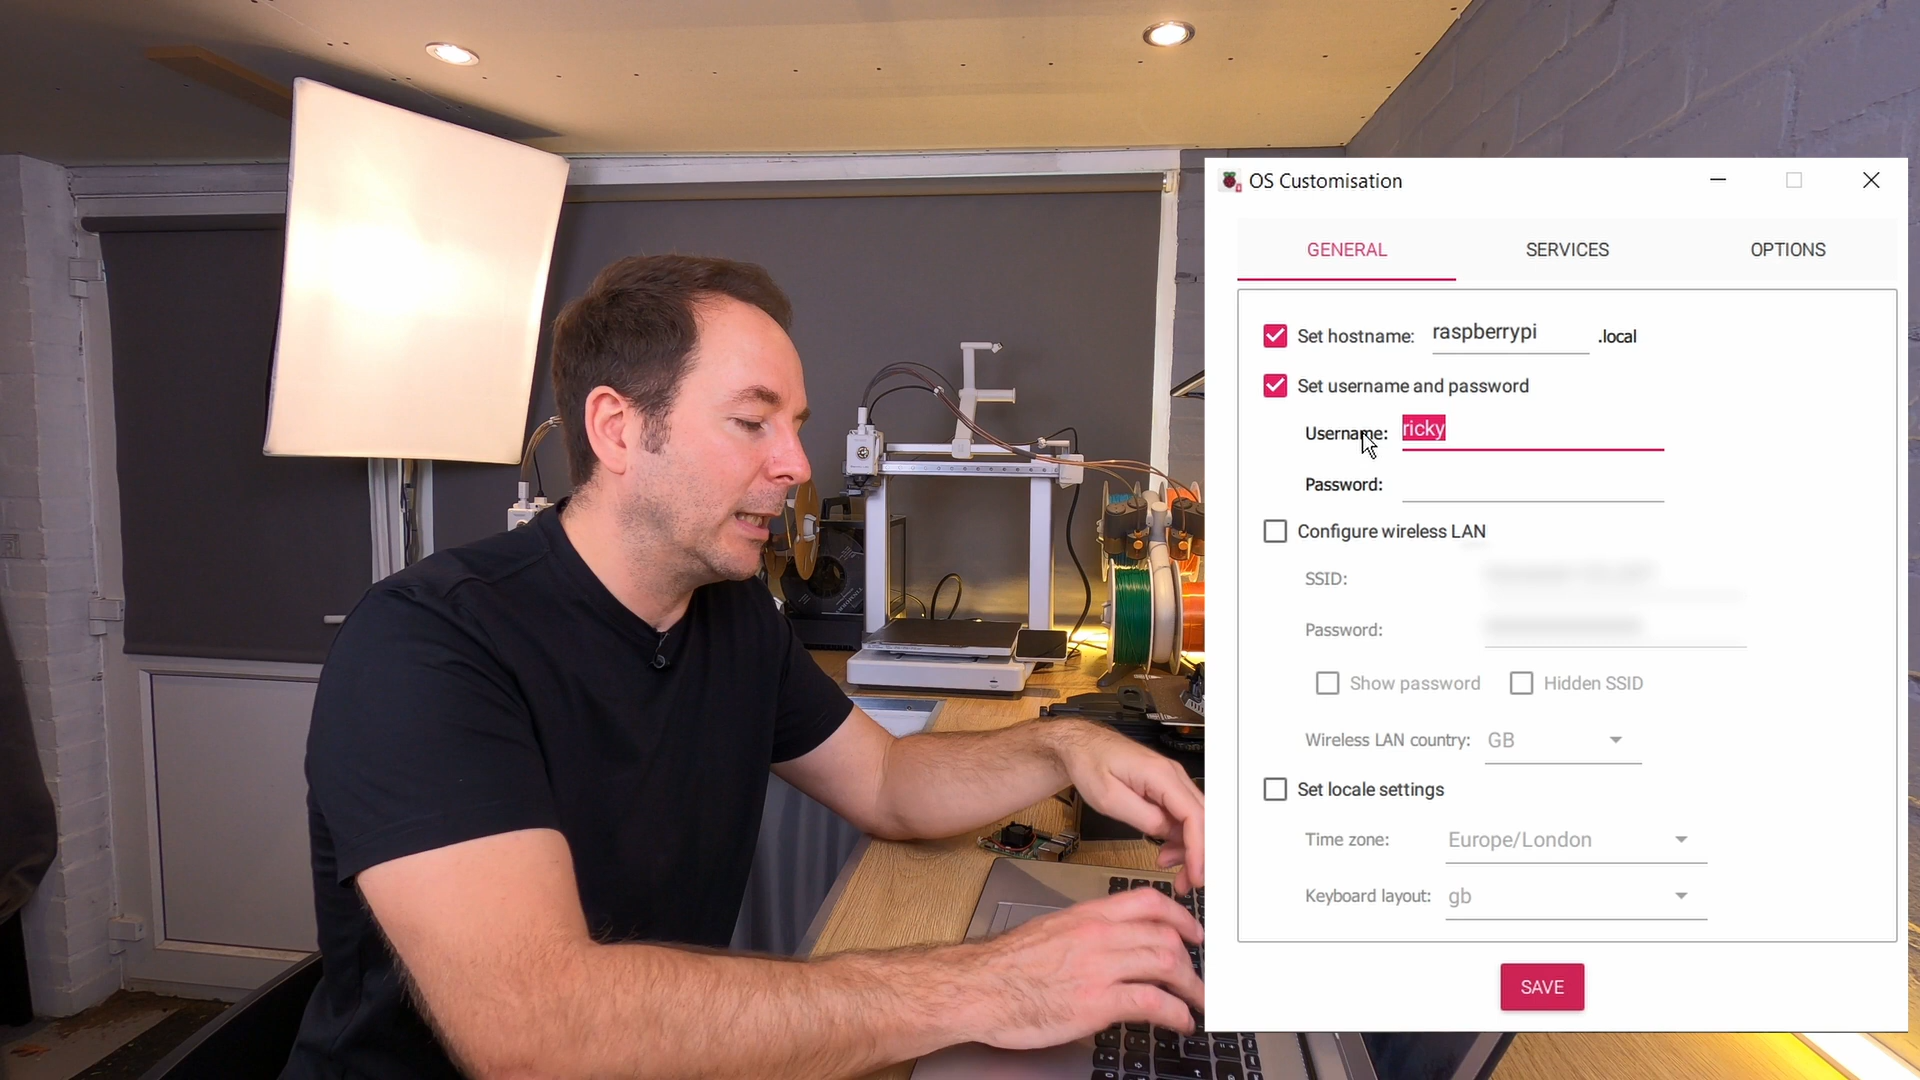 OS Customisation
GENERAL SERVICES OPTIONS
Set hostname: raspberrypi .local
Set username and password
Username: ricky
Password:
Configure wireless LAN
SSID:
Password:
Show password Hidden SSID
Wireless LAN country: GB
Set locale settings
Time zone: Europe/London
Keyboard layout: gb
SAVE